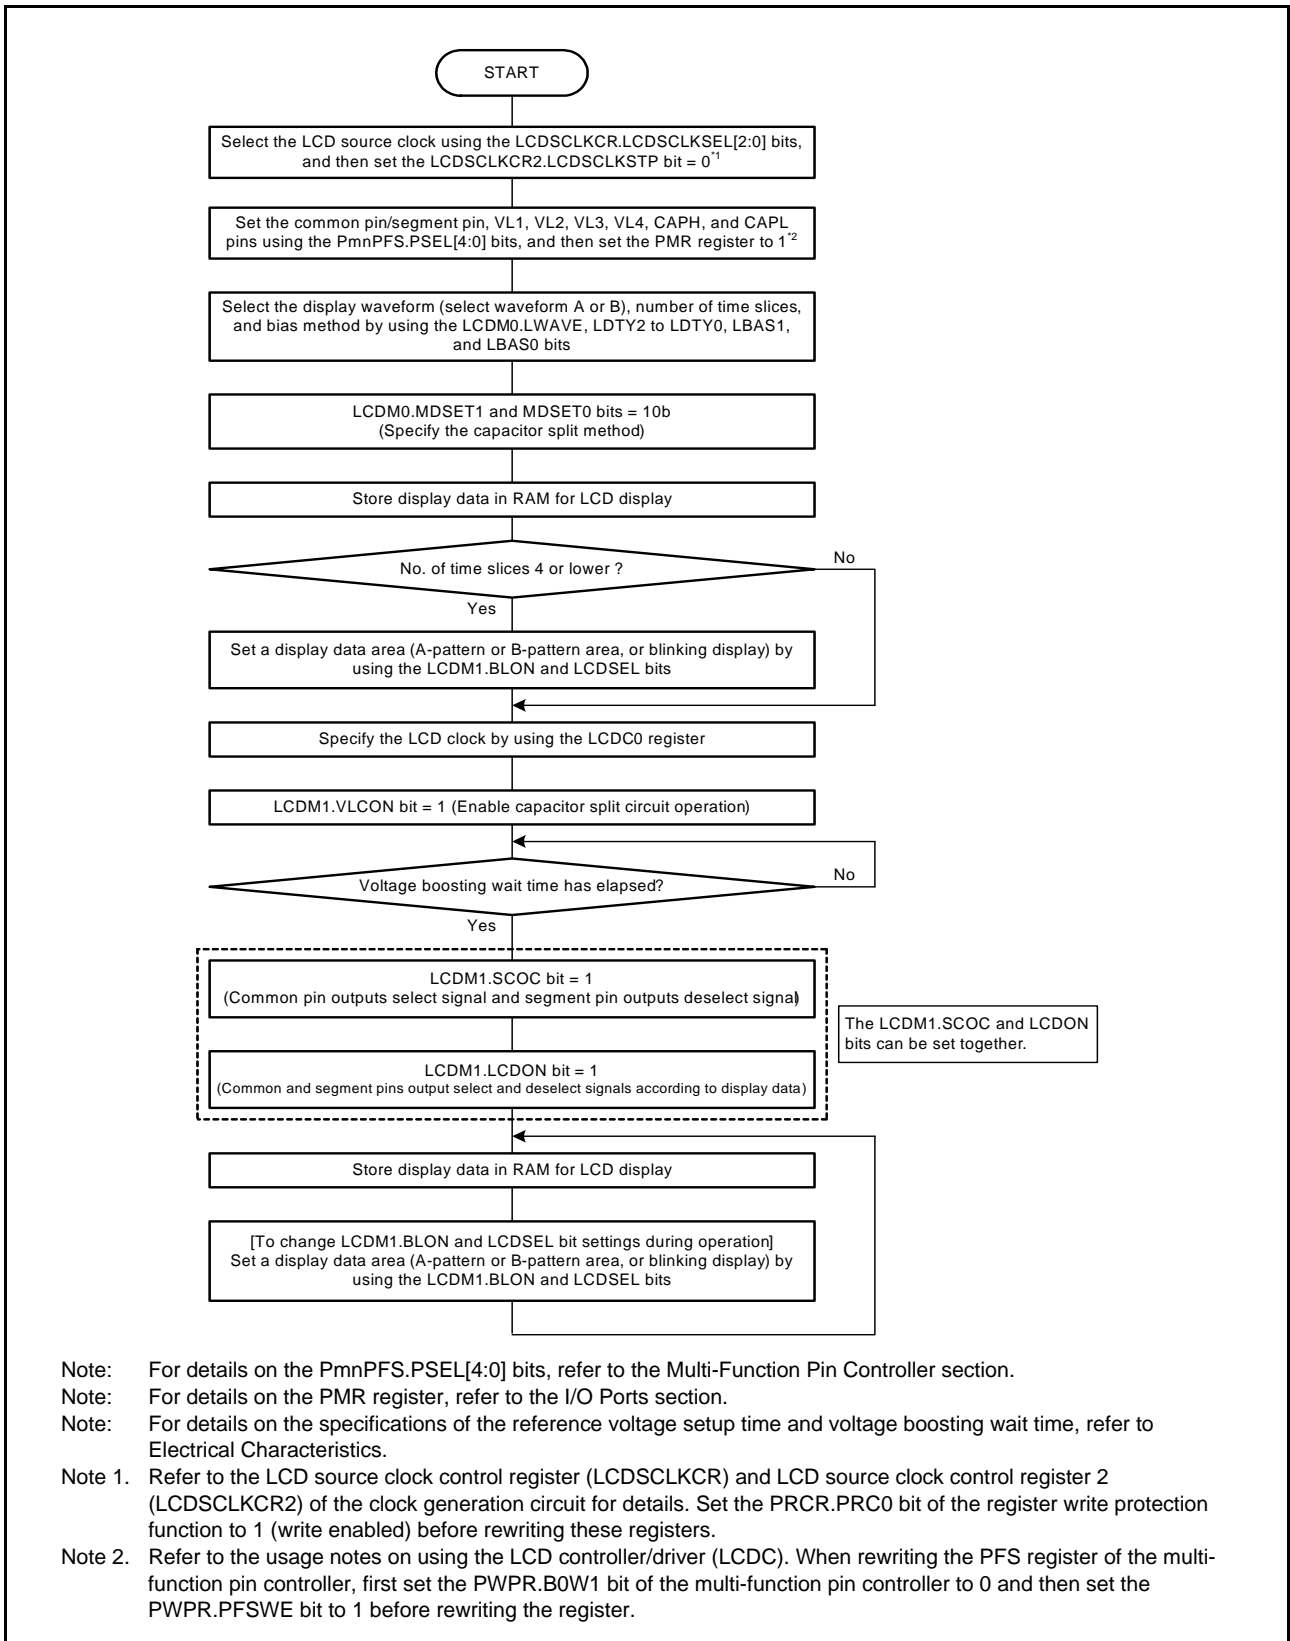 START
Select the LCD source clock using the LCDSCLKCR.LCDSCLKSEL[2:0] bits,
and then set the LCDSCLKCR2.LCDSCLKSTP bit = 0*1
Set the common pin/segment pin, VL1, VL2, VL3, VL4, CAPH, and CAPL
pins using the PmnPFS.PSEL[4:0] bits, and then set the PMR register to 1*2
Select the display waveform (select waveform A or B), number of time slices,
and bias method by using the LCDM0.LWAVE, LDTY2 to LDTY0, LBAS1,
and LBAS0 bits
LCDM0.MDSET1 and MDSET0 bits = 10b
(Specify the capacitor split method)
Store display data in RAM for LCD display
No. of time slices 4 or lower ?
No
Yes
Set a display data area (A-pattern or B-pattern area, or blinking display) by
using the LCDM1.BLON and LCDSEL bits
Specify the LCD clock by using the LCDC0 register
LCDM1.VLCON bit = 1 (Enable capacitor split circuit operation)
Voltage boosting wait time has elapsed?
No
Yes
LCDM1.SCOC bit = 1
(Common pin outputs select signal and segment pin outputs deselect signal)
The LCDM1.SCOC and LCDON
bits can be set together.
LCDM1.LCDON bit = 1
(Common and segment pins output select and deselect signals according to display data)
Store display data in RAM for LCD display
[To change LCDM1.BLON and LCDSEL bit settings during operation]
Set a display data area (A-pattern or B-pattern area, or blinking display) by
using the LCDM1.BLON and LCDSEL bits
Note: For details on the PmnPFS.PSEL[4:0] bits, refer to the Multi-Function Pin Controller section.
Note: For details on the PMR register, refer to the I/O Ports section.
Note: For details on the specifications of the reference voltage setup time and voltage boosting wait time, refer to
Electrical Characteristics.
Note 1. Refer to the LCD source clock control register (LCDSCLKCR) and LCD source clock control register 2
(LCDSCLKCR2) of the clock generation circuit for details. Set the PRCR.PRC0 bit of the register write protection
function to 1 (write enabled) before rewriting these registers.
Note 2. Refer to the usage notes on using the LCD controller/driver (LCDC). When rewriting the PFS register of the multi-
function pin controller, first set the PWPR.B0W1 bit of the multi-function pin controller to 0 and then set the
PWPR.PFSWE bit to 1 before rewriting the register.